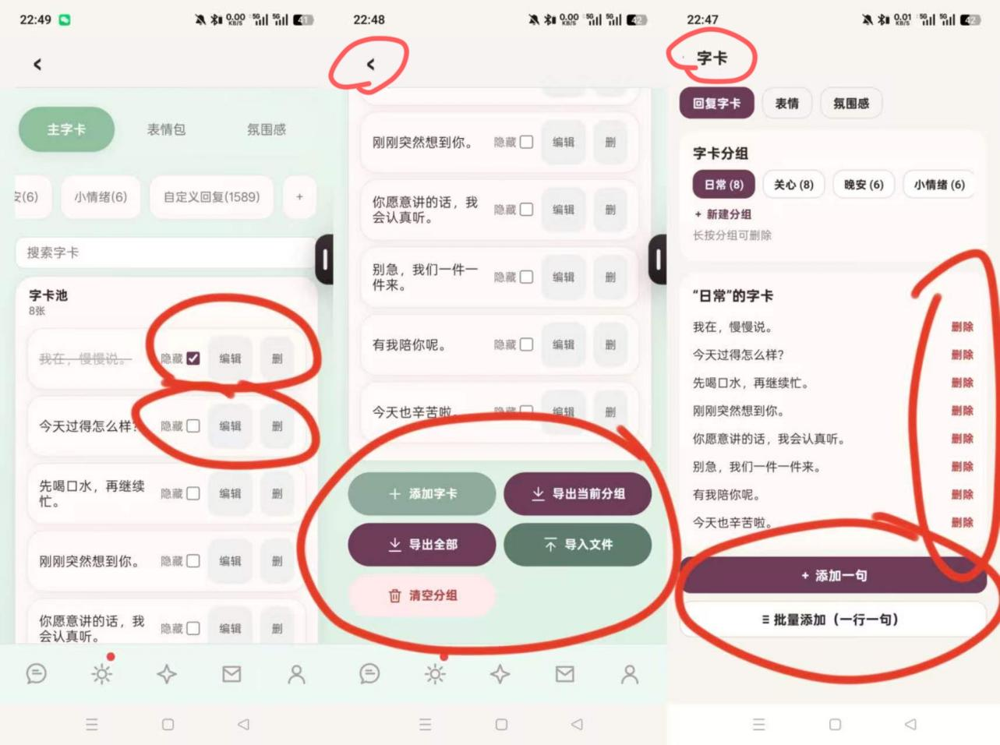 22:49
0.00
KB/S
5G
5G
41
主字卡
表情包
氛围感
安(6)
小情绪(6)
自定义回复(1589)
+
搜索字卡
字卡池
8张
我在，慢慢说。
隐藏
编辑
删
今天过得怎么样？
隐藏
编辑
删
先喝口水，再继续忙。
隐藏
编辑
删
刚刚突然想到你。
隐藏
编辑
删
你愿意讲的话，我会认真听。
隐藏
编辑
删
22:48
0.00
KB/S
5G
5G
42
刚刚突然想到你。
隐藏
编辑
删
你愿意讲的话，我会认真听。
隐藏
编辑
删
别急，我们一件一件来。
隐藏
编辑
删
有我陪你呢。
隐藏
编辑
删
今天也辛苦啦。
隐藏
编辑
删
+ 添加字卡
导出当前分组
导出全部
导入文件
清空分组
22:47
0.01
KB/S
5G
5G
42
字卡
回复字卡
表情
氛围感
字卡分组
日常 (8)
关心 (8)
晚安 (6)
小情绪 (6)
+ 新建分组
长按分组可删除
“日常”的字卡
我在，慢慢说。
删除
今天过得怎么样？
删除
先喝口水，再继续忙。
删除
刚刚突然想到你。
删除
你愿意讲的话，我会认真听。
删除
别急，我们一件一件来。
删除
有我陪你呢。
删除
今天也辛苦啦。
删除
+ 添加一句
批量添加（一行一句）